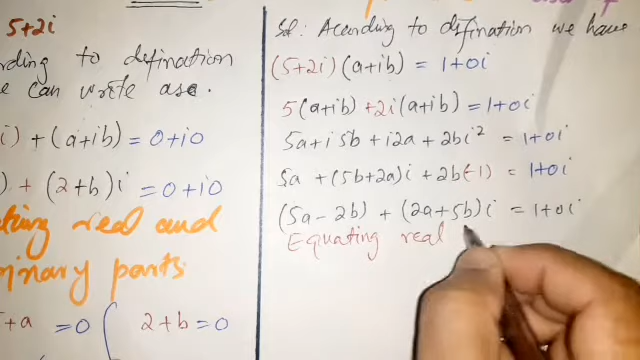 5+2i
rding to defination
e can write as.
i) + (a+ib) = 0+i0
) + (2+b)i = 0+i0
ting real and
inary parts
+a = 0
2+b = 0
Sol: Acording to defination we have
(5+2i)(a+ib) = 1+0i
5(a+ib)+2i(a+ib) = 1+0i
5a+i5b+i2a+2bi² = 1+0i
5a+(5b+2a)i+2b(-1) = 1+0i
(5a-2b)+(2a+5b)i = 1+0i
Equating real